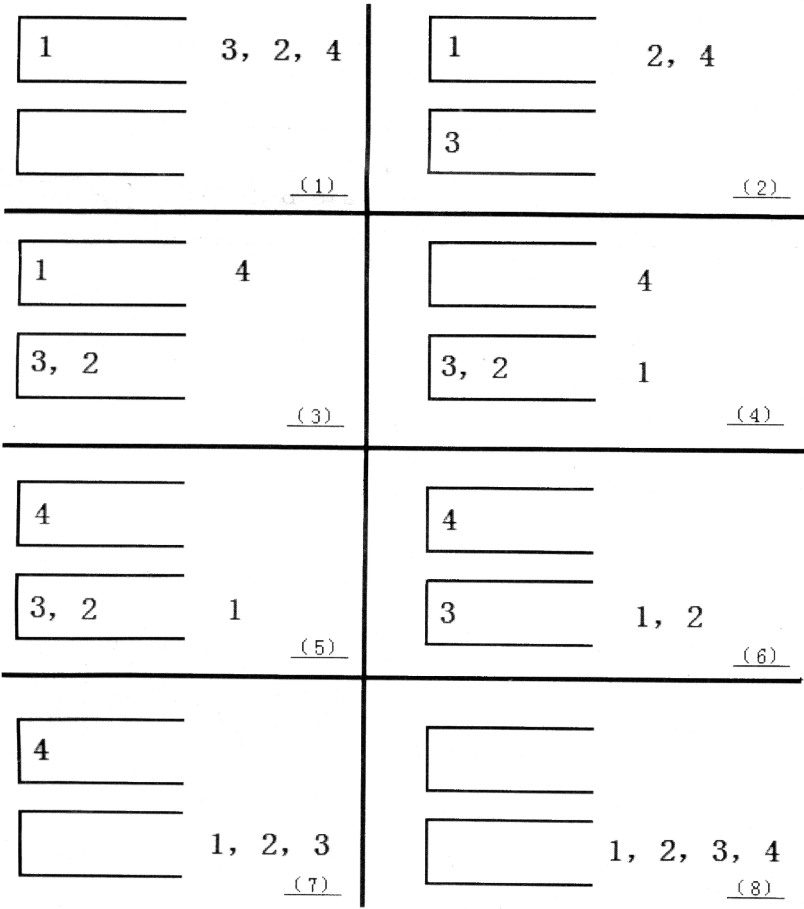 1 3, 2, 4
(1)
1 2, 4
3
(2)
1 4
3, 2
(3)
4
3, 2 1
(4)
4
3, 2 1
(5)
4
3 1, 2
(6)
4
1, 2, 3
(7)
1, 2, 3, 4
(8)